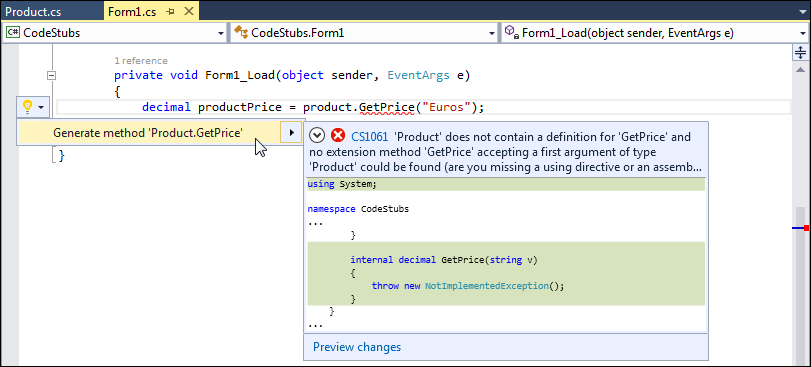 Product.cs Form1.cs
C# CodeStubs CodeStubs.Form1 Form1_Load(object sender, EventArgs e)
1 reference
private void Form1_Load(object sender, EventArgs e)
{
decimal productPrice = product.GetPrice("Euros");
Generate method 'Product.GetPrice'
}
CS1061 'Product' does not contain a definition for 'GetPrice' and
no extension method 'GetPrice' accepting a first argument of type
'Product' could be found (are you missing a using directive or an assemb...
using System;
namespace CodeStubs
...
}
internal decimal GetPrice(string v)
{
throw new NotImplementedException();
}
}
...
Preview changes